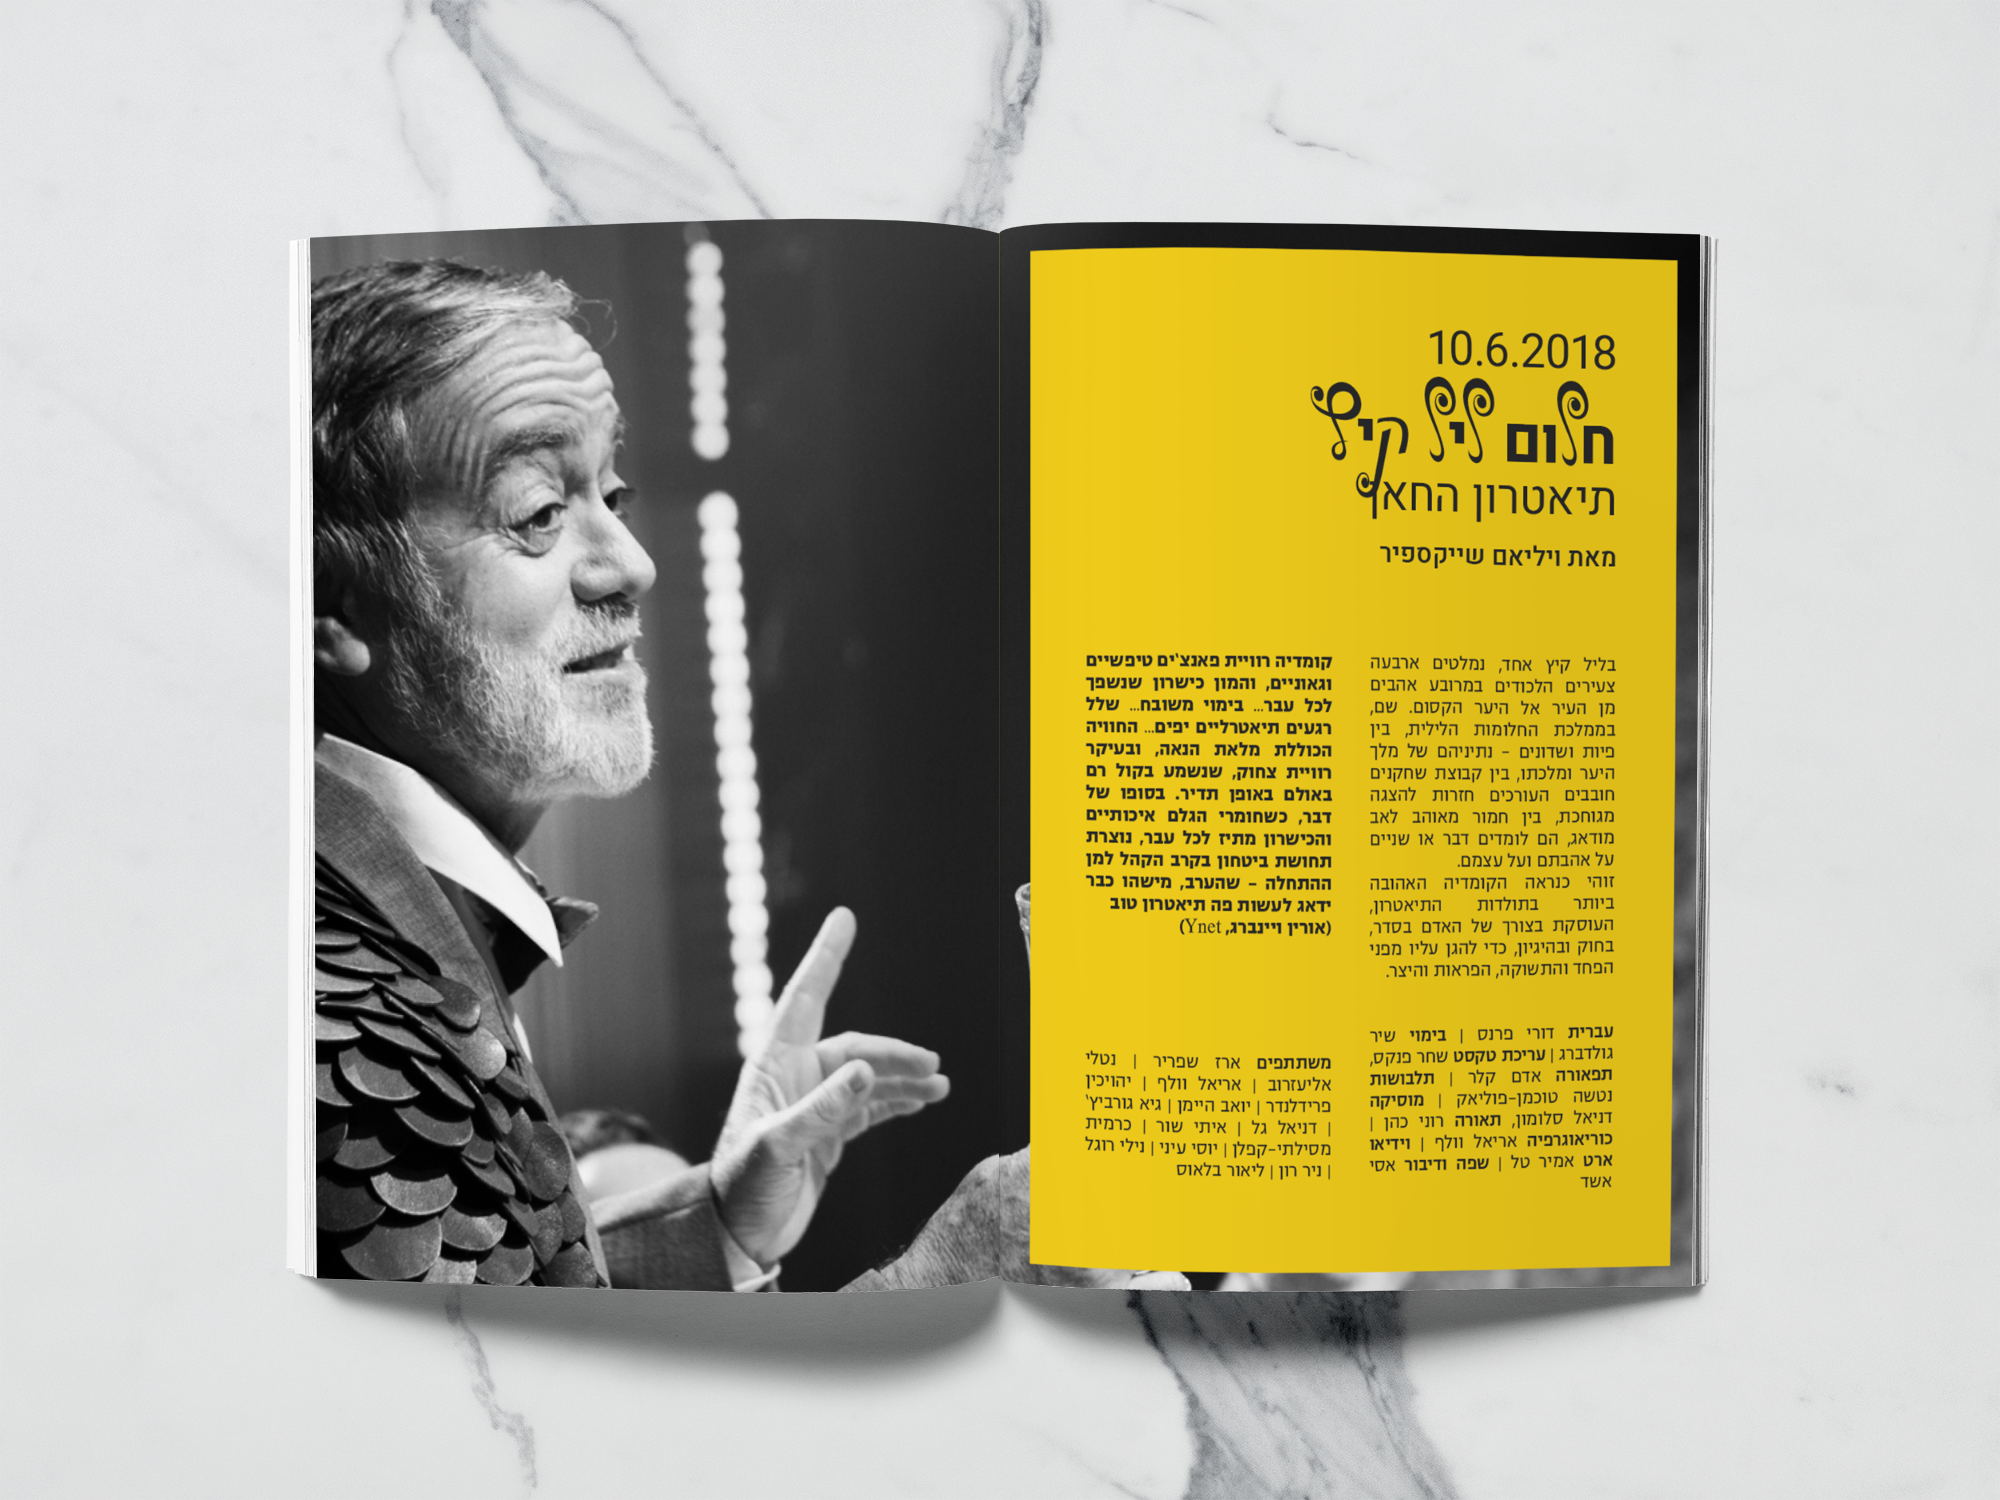 10.6.2018
חלום ליל קיץ
תיאטרון החאן
מאת ויליאם שייקספיר
בליל קיץ אחד, נמלטים ארבעה
צעירים הלכודים במרובע אהבים
מן העיר אל היער הקסום. שם,
בממלכת החלומות הלילית, בין
פיות ושדונים - נתיניהם של מלך
היער ומלכתו, בין קבוצת שחקנים
חובבים העורכים חזרות להצגה
מגוחכת, בין חמור מאוהב לאב
מודאג, הם לומדים דבר או שניים
על אהבתם ועל עצמם.
זוהי כנראה הקומדיה האהובה
ביותר בתולדות התיאטרון,
העוסקת בצורך של האדם בסדר,
בחוק ובהיגיון, כדי להגן עליו מפני
הפחד והתשוקה, הפראות והיצר.
עברית דורי פרנס | בימוי שיר
גולדברג | עריכת טקסט שחר פנקס,
תפאורה אדם קלר | תלבושות
נטשה טוכמן-פוליאק | מוסיקה
דניאל סלומון, תאורה רוני כהן |
כוריאוגרפיה אריאל וולף | וידיאו
ארט אמיר טל | שפה ודיבור אסי
אשד
קומדיה רוויית פאנצ'ים טיפשיים
וגאוניים, והמון כישרון שנשפך
לכל עבר... בימוי משובח... שלל
רגעים תיאטרליים יפים... החוויה
הכוללת מלאת הנאה, ובעיקר
רוויית צחוק, שנשמע בקול רם
באולם באופן תדיר. בסופו של
דבר, כשחומרי הגלם איכותיים
והכישרון מתיז לכל עבר, נוצרת
תחושת ביטחון בקרב הקהל למן
ההתחלה - שהערב, מישהו כבר
ידאג לעשות פה תיאטרון טוב
(אורין ויינברג, Ynet)
משתתפים ארז שפריר | נטלי
אליעזרוב | אריאל וולף | יהויכין
פרידלנדר | יואב היימן | גיא גורביץ'
| דניאל גל | איתי שור | כרמית
מסילתי-קפלן | יוסי עיני | נילי רוגל
| ניר רון | ליאור בלאוס